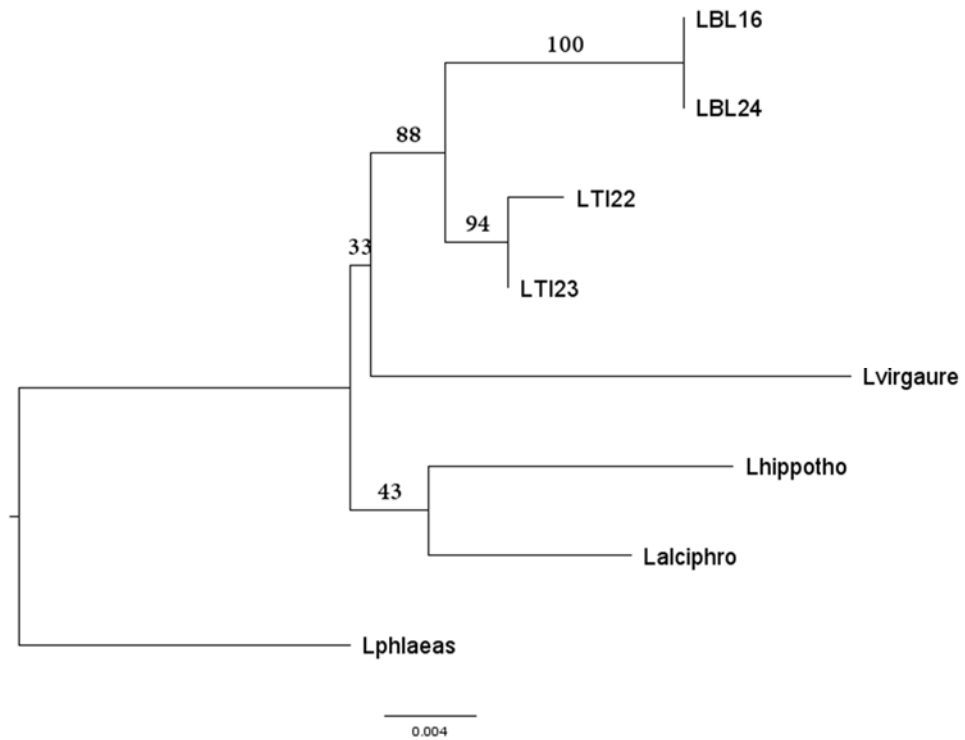 LBL16
100
LBL24
88
LTI22
94
33
LTI23
Lvirgaure
Lhippotho
43
Lalciphro
Lphlaeas
0.004